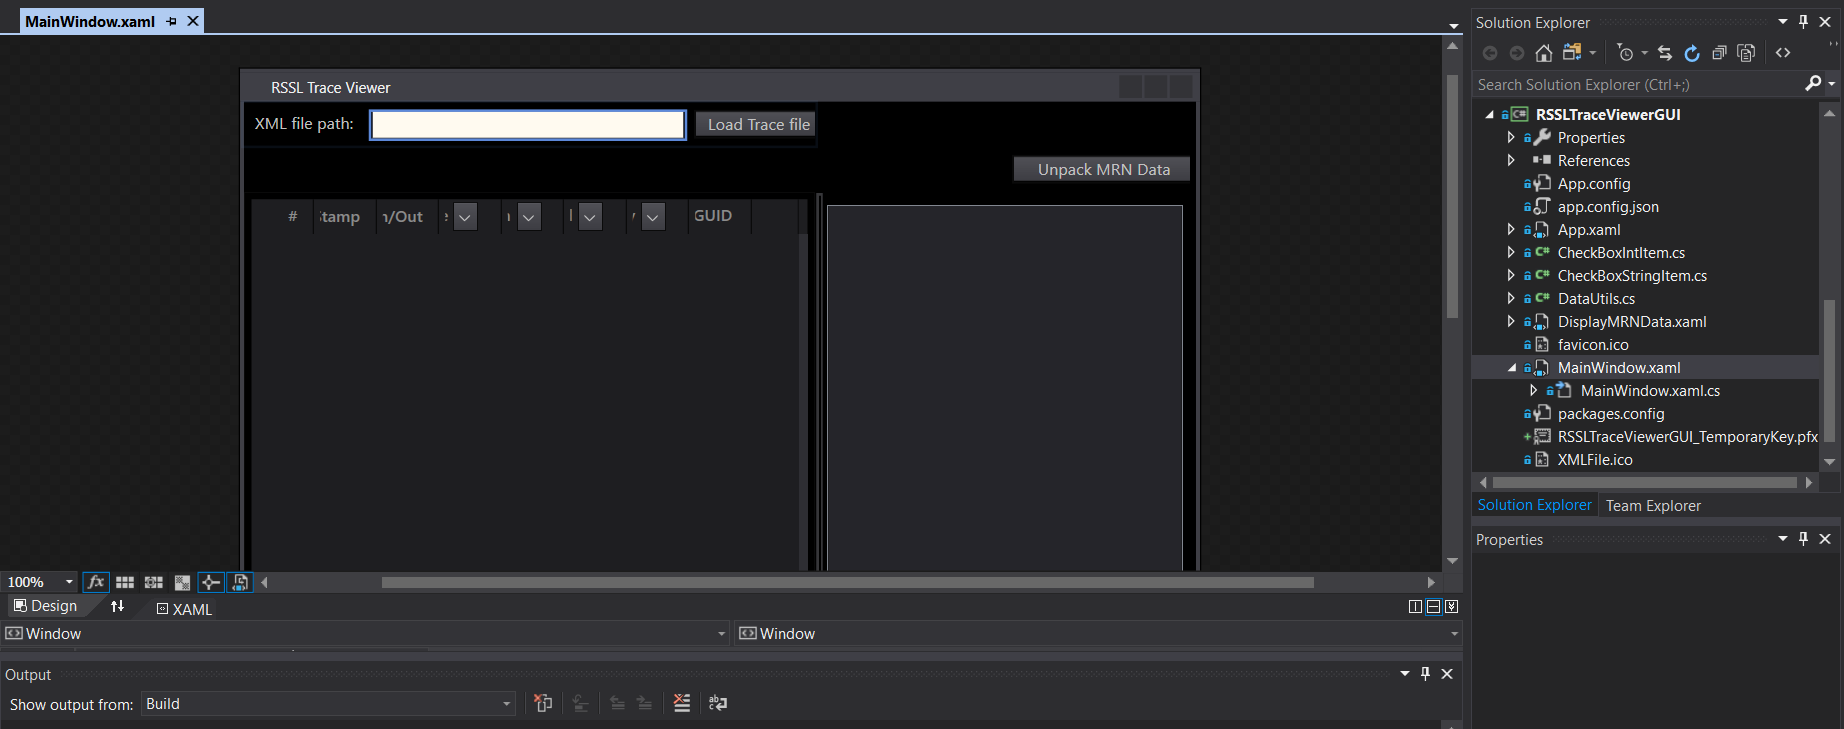 MainWindow.xaml
RSSL Trace Viewer
XML file path:
Load Trace file
Unpack MRN Data
# tamp /Out GUID
100%
fx
Design
XAML
Window
Window
Output
Show output from: Build
Solution Explorer
Search Solution Explorer (Ctrl+;)
C# RSSLTraceViewerGUI
Properties
References
App.config
app.config.json
App.xaml
C# CheckBoxIntItem.cs
C# CheckBoxStringItem.cs
C# DataUtils.cs
DisplayMRNData.xaml
favicon.ico
MainWindow.xaml
MainWindow.xaml.cs
packages.config
RSSLTraceViewerGUI_TemporaryKey.pfx
XMLFile.ico
Solution Explorer Team Explorer
Properties